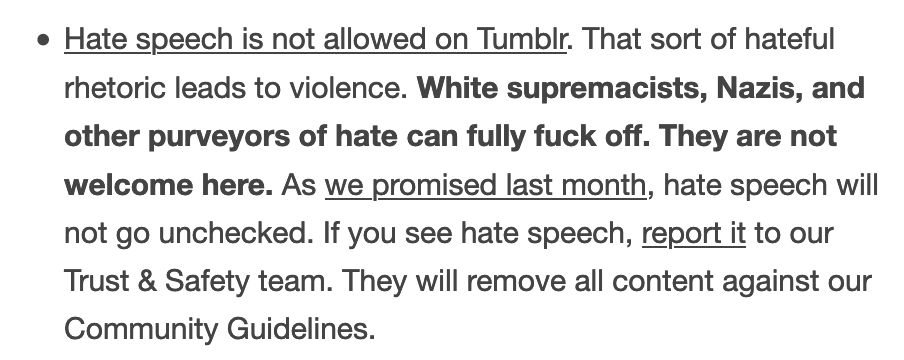 • Hate speech is not allowed on Tumblr. That sort of hateful
rhetoric leads to violence. White supremacists, Nazis, and
other purveyors of hate can fully fuck off. They are not
welcome here. As we promised last month, hate speech will
not go unchecked. If you see hate speech, report it to our
Trust & Safety team. They will remove all content against our
Community Guidelines.